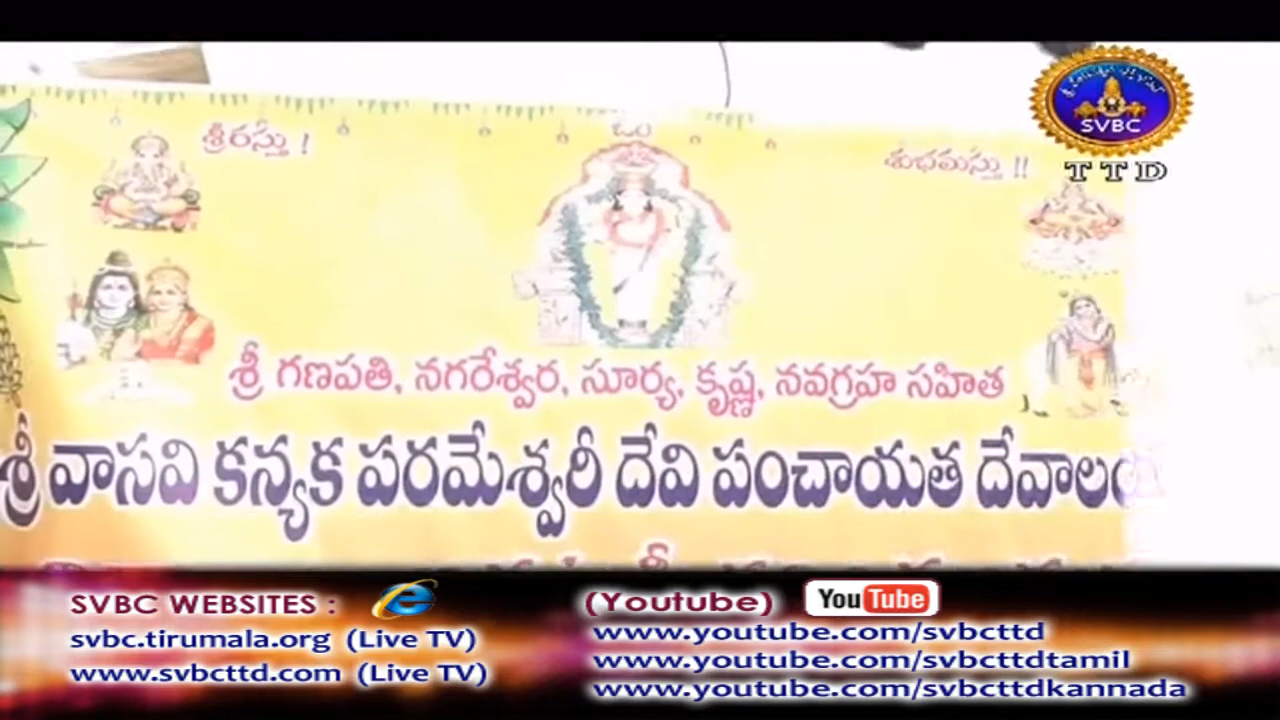 శ్రీరస్తు !
ఓం
శుభమస్తు !!
SVBC
TTD
శ్రీ గణపతి, నగరేశ్వర, సూర్య, కృష్ణ, నవగ్రహ సహిత
శ్రీ వాసవి కన్యక పరమేశ్వరీ దేవి పంచాయత
SVBC WEBSITES :
svbc.tirumala.org (Live TV)
www.svbcttd.com (Live TV)
(Youtube) YouTube
www.youtube.com/svbcttd
www.youtube.com/svbcttdtamil
www.youtube.com/svbcttdkannada